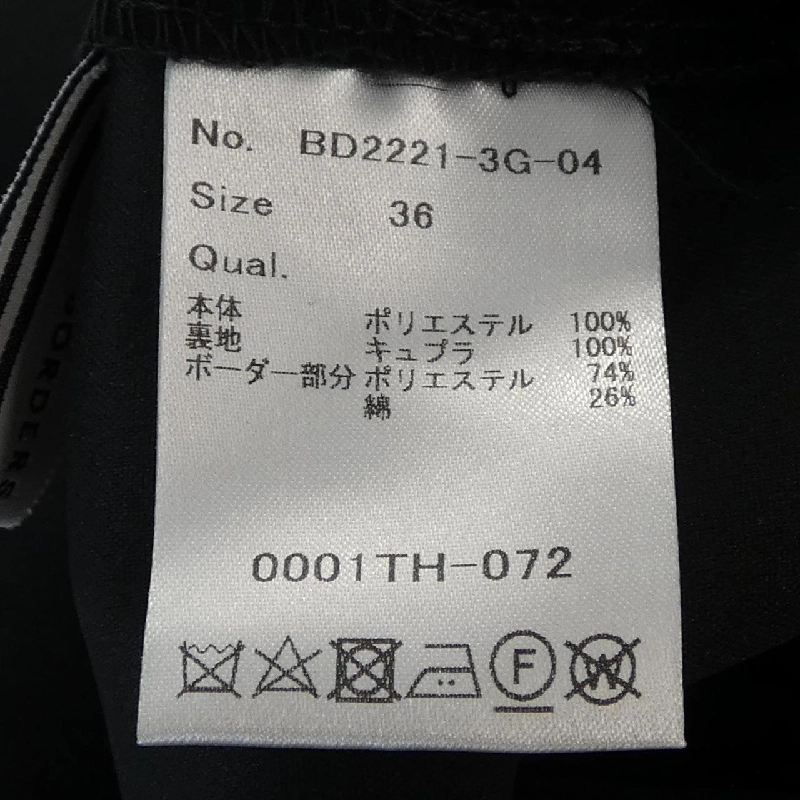 No. BD2221-3G-04
Size 36
Qual.
本体 ポリエステル 100%
裏地 キュプラ 100%
ボーダー部分 ポリエステル 74%
綿 26%
0001TH-072
F
W